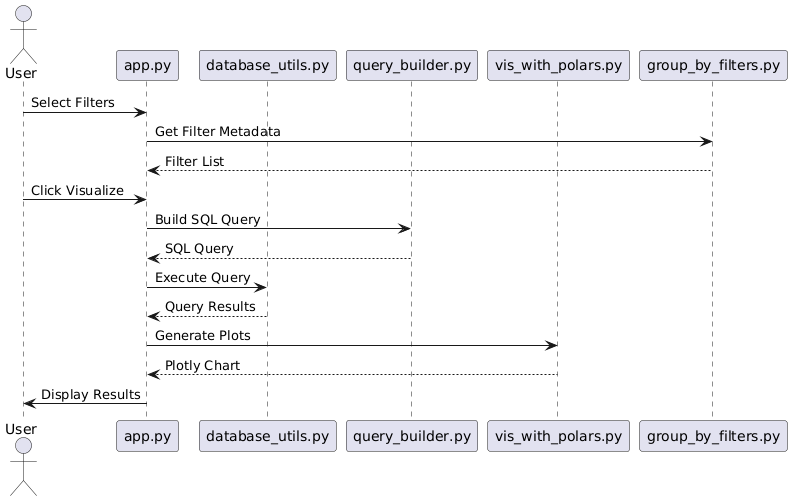 User
app.py
database_utils.py
query_builder.py
vis_with_polars.py
group_by_filters.py
Select Filters
Get Filter Metadata
Filter List
Click Visualize
Build SQL Query
SQL Query
Execute Query
Query Results
Generate Plots
Plotly Chart
Display Results
User
app.py
database_utils.py
query_builder.py
vis_with_polars.py
group_by_filters.py